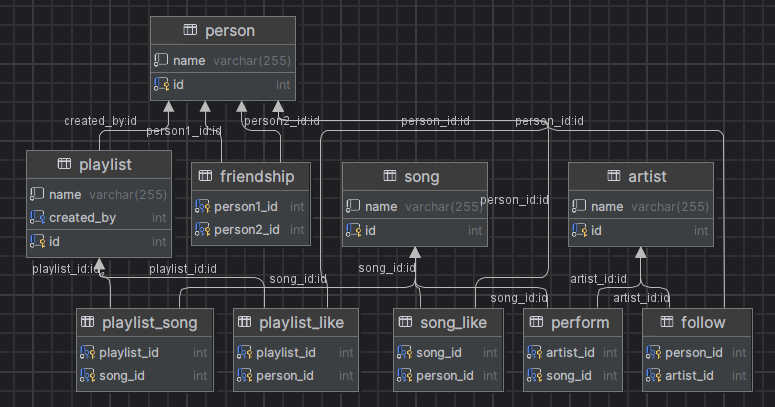 person
name varchar(255)
id int
created_by:id
person1_id:id
person2_id:id
person_id:id
person_id:id
playlist
name varchar(255)
created_by int
id int
friendship
person1_id int
person2_id int
song
name varchar(255)
id int
person_id:id
artist
name varchar(255)
id int
playlist_id:id
playlist_id:id
song_id:id
song_id:id
song_id:id
artist_id:id
artist_id:id
playlist_song
playlist_id int
song_id int
playlist_like
playlist_id int
person_id int
song_like
song_id int
person_id int
perform
artist_id int
song_id int
follow
person_id int
artist_id int